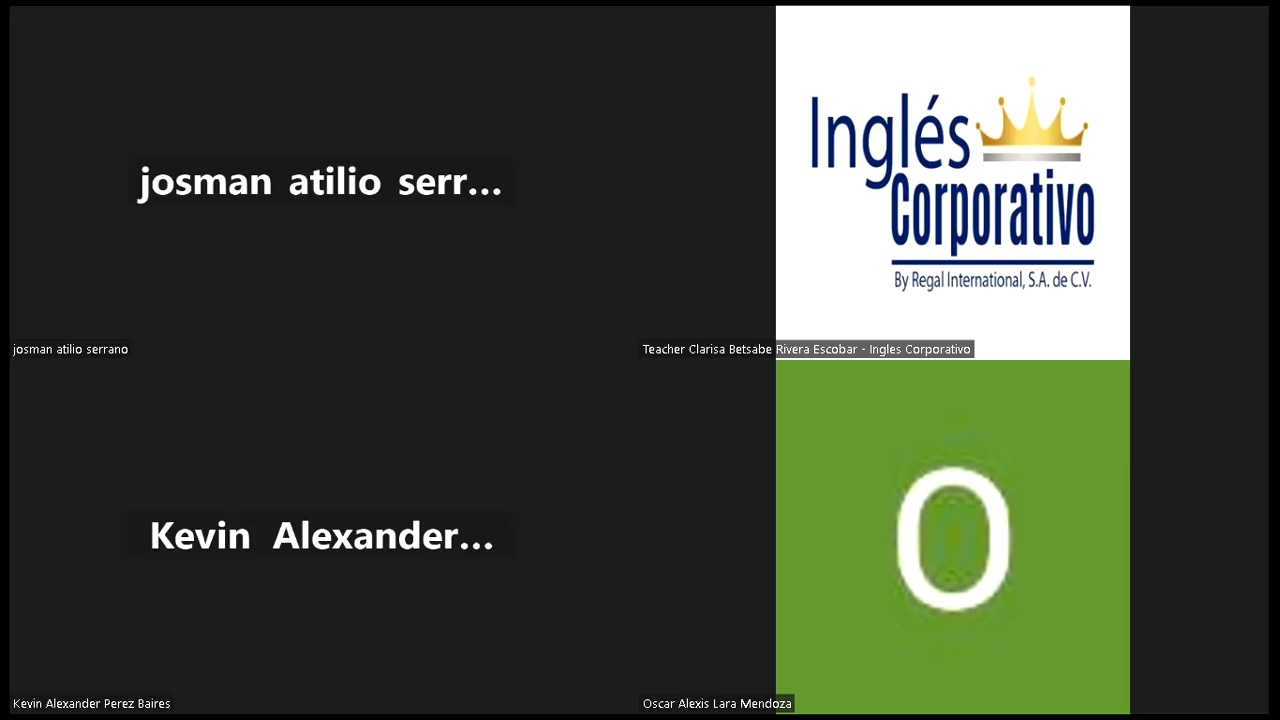 josman atilio serr...
josman atilio serrano
Inglés
Corporativo
By Regal International, S.A. de C.V.
Teacher Clarisa Betsabe Rivera Escobar - Ingles Corporativo
Kevin Alexander...
Kevin Alexander Perez Baires
O
Oscar Alexis Lara Mendoza